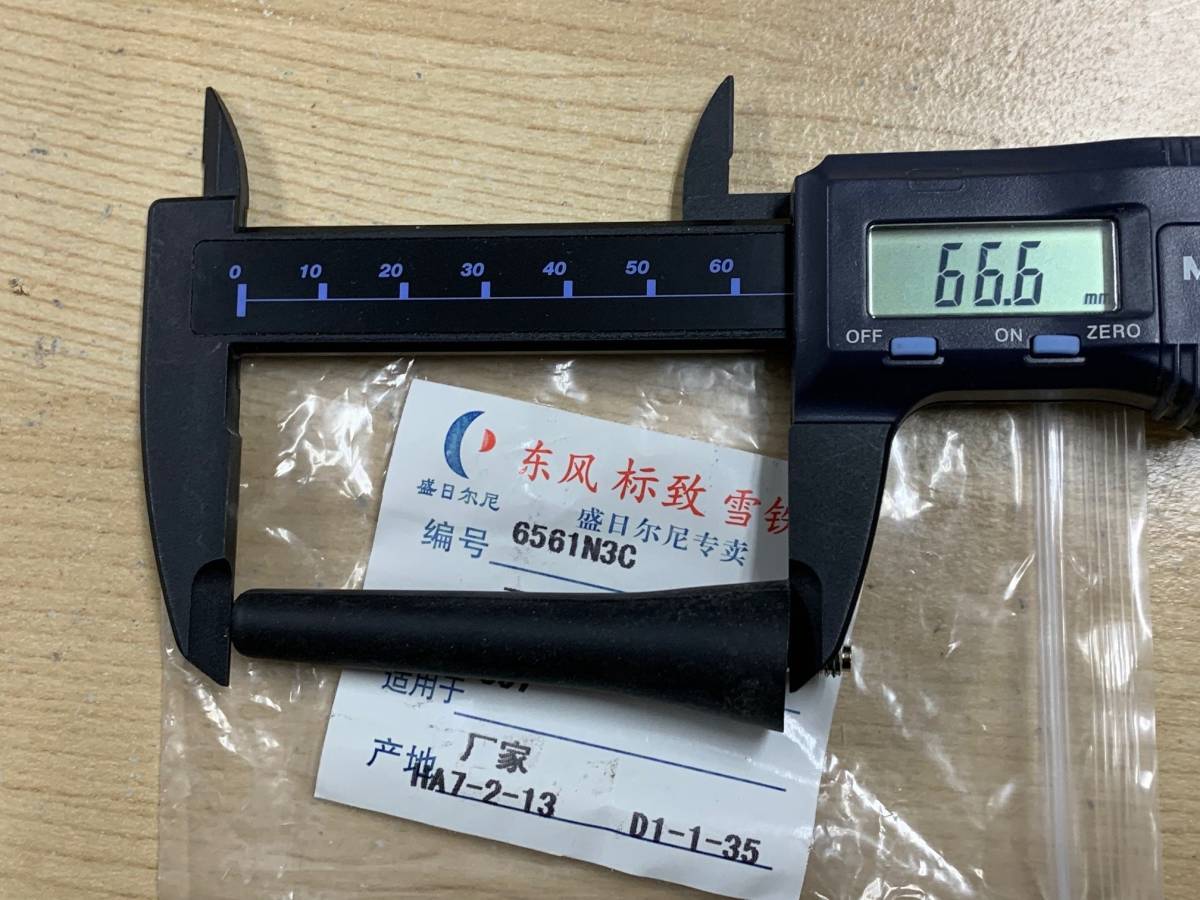 0 10 20 30 40 50 60
66.6 mm
OFF ON ZERO
盛日尔尼
东风 标致 雪铁
盛日尔尼专卖
编号 6561N3C
适用于
产地 厂家
HA7-2-13 D1-1-35